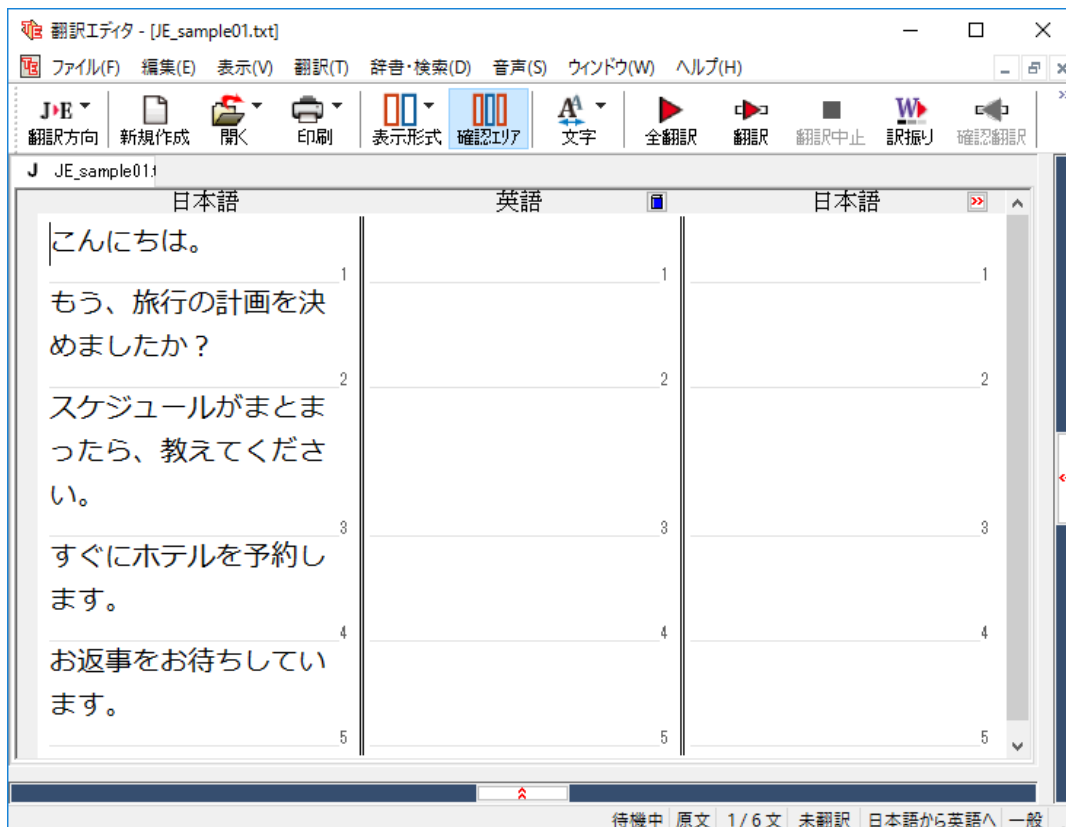 翻訳エディタ - [JE_sample01.txt]
ファイル(F) 編集(E) 表示(V) 翻訳(T) 辞書・検索(D) 音声(S) ウィンドウ(W) ヘルプ(H)
J E
翻訳方向 新規作成 開く 印刷 表示形式 確認エリア 文字 全翻訳 翻訳 翻訳中止 訳振り 確認翻訳
J JE_sample01.t
日本語 英語 日本語
こんにちは。
1 1 1
もう、旅行の計画を決
めましたか？
2 2 2
スケジュールがまとま
ったら、教えてくださ
い。
3 3 3
すぐにホテルを予約し
ます。
4 4 4
お返事をお待ちしてい
ます。
5 5 5
待機中 原文 1/6文 未翻訳 日本語から英語へ 一般